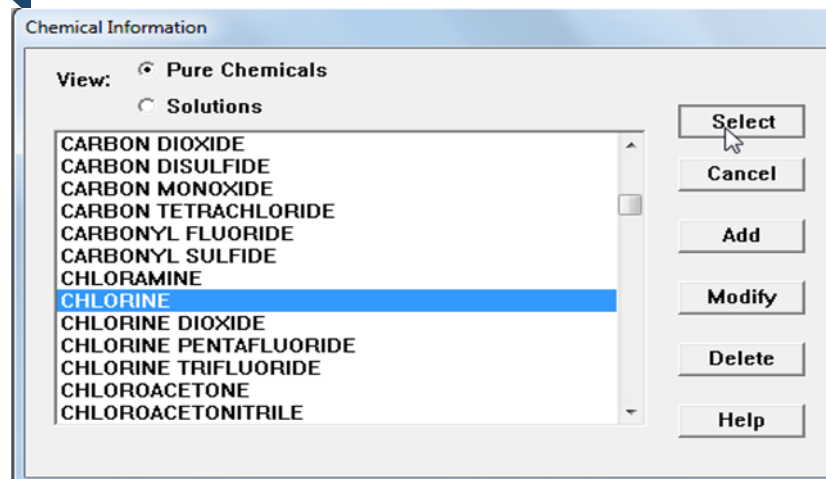 Chemical Information
View:
Pure Chemicals
Solutions
CARBON DIOXIDE
CARBON DISULFIDE
CARBON MONOXIDE
CARBON TETRACHLORIDE
CARBONYL FLUORIDE
CARBONYL SULFIDE
CHLORAMINE
CHLORINE
CHLORINE DIOXIDE
CHLORINE PENTAFLUORIDE
CHLORINE TRIFLUORIDE
CHLOROACETONE
CHLOROACETONITRILE
Select
Cancel
Add
Modify
Delete
Help